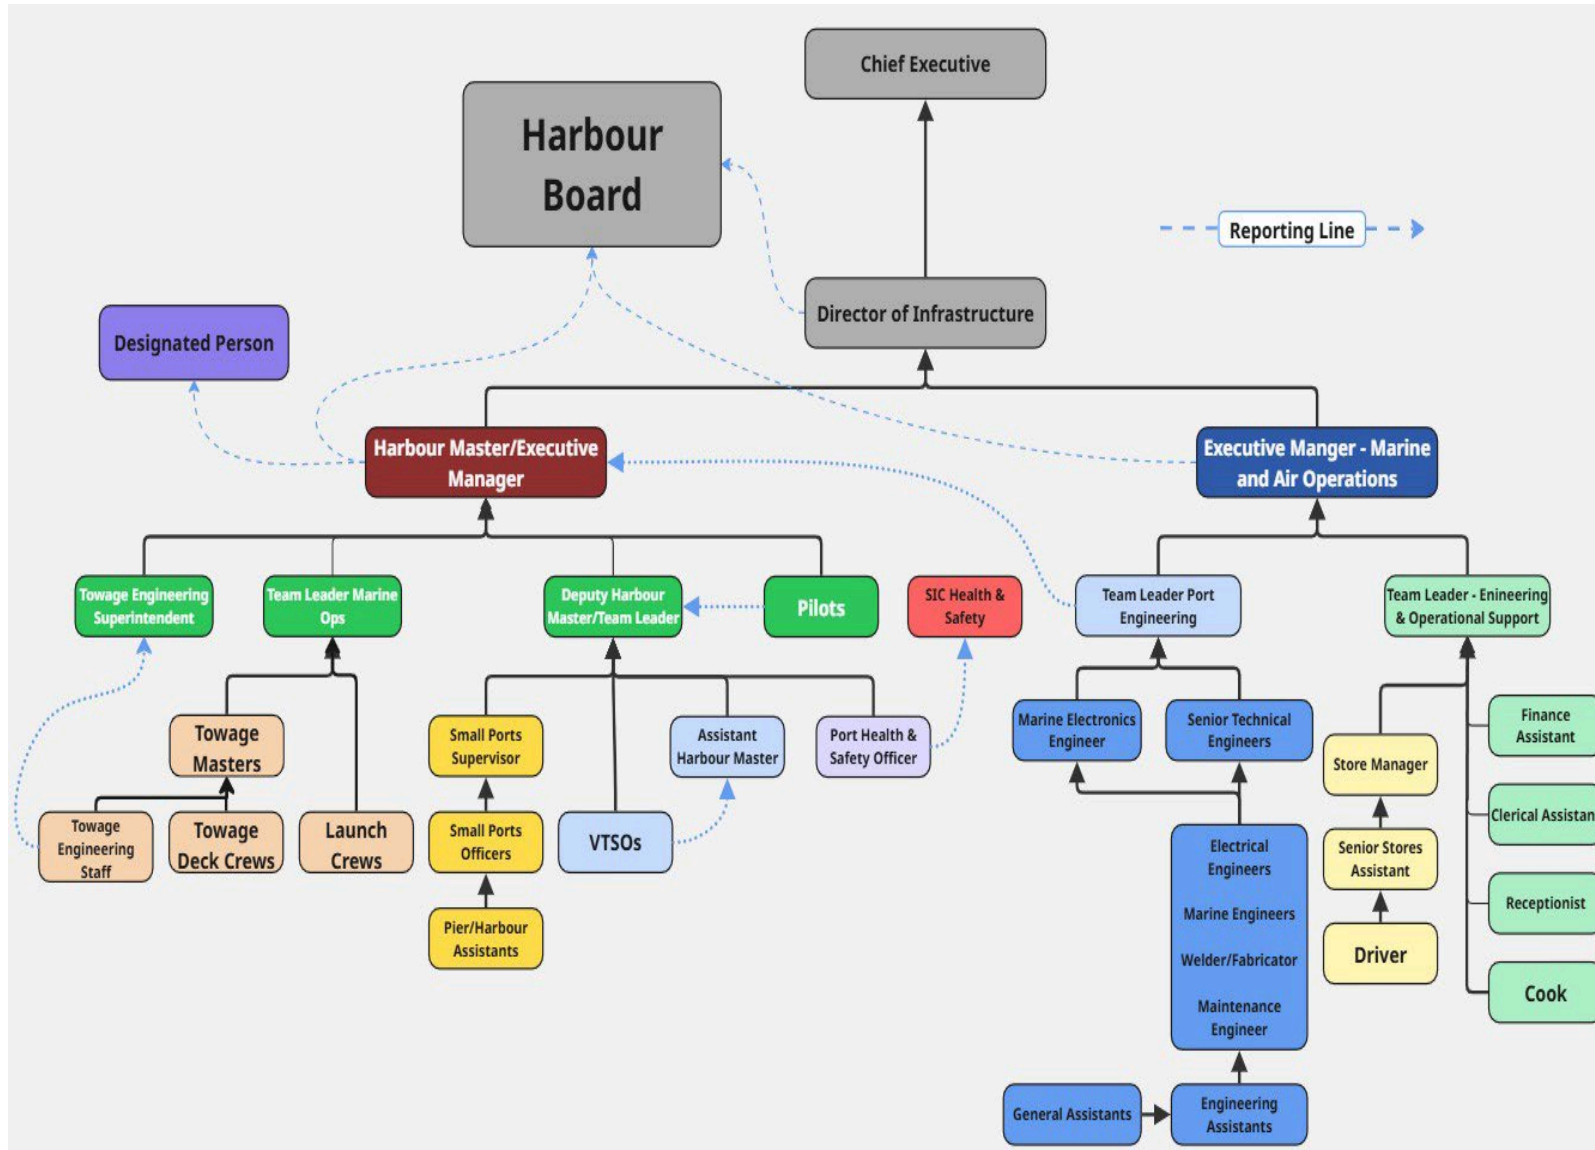 Chief Executive
Harbour
Board
Reporting Line
Director of Infrastructure
Designated Person
Harbour Master/Executive
Manager
Executive Manger - Marine
and Air Operations
Towage Engineering
Superintendent
Team Leader Marine
Ops
Deputy Harbour
Master/Team Leader
Pilots
SIC Health &
Safety
Team Leader Port
Engineering
Team Leader - Enineering
& Operational Support
Towage
Masters
Small Ports
Supervisor
Assistant
Harbour Master
Port Health &
Safety Officer
Marine Electronics
Engineer
Senior Technical
Engineers
Store Manager
Finance
Assistant
Towage
Engineering
Staff
Towage
Deck Crews
Launch
Crews
Small Ports
Officers
VTSOs
Electrical
Engineers
Marine Engineers
Welder/Fabricator
Maintenance
Engineer
Senior Stores
Assistant
Clerical Assistan
Pier/Harbour
Assistants
Driver
Receptionist
Cook
General Assistants
Engineering
Assistants